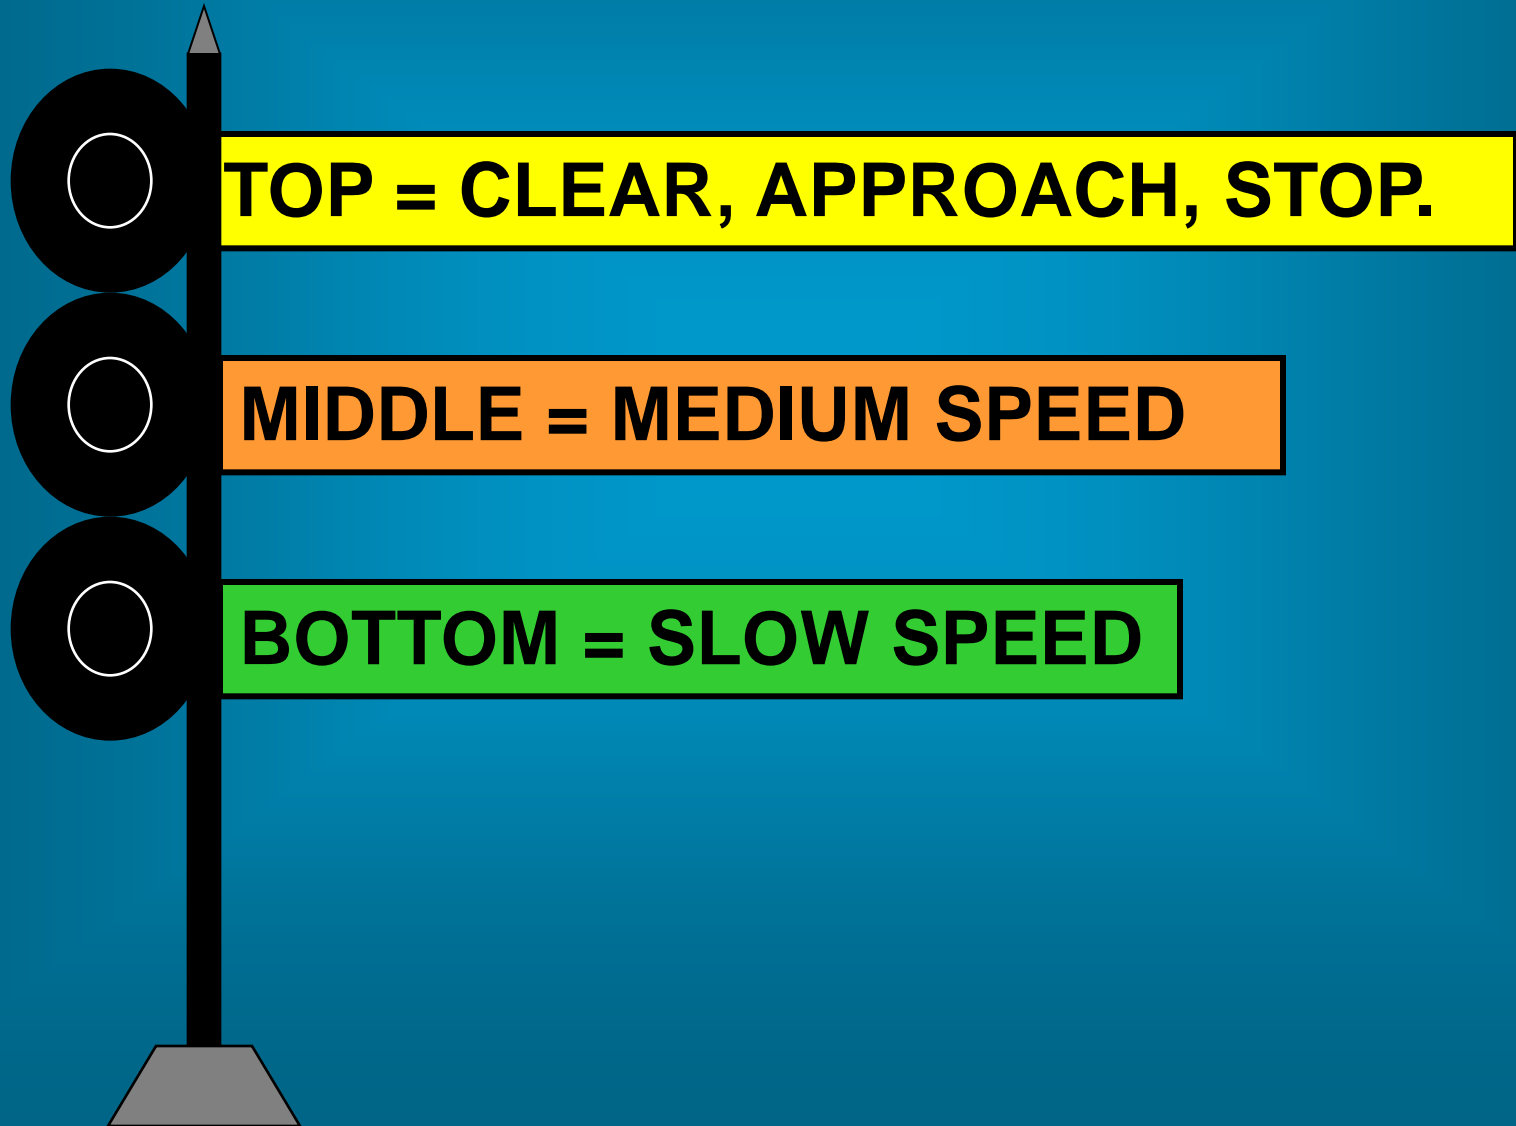 TOP = CLEAR, APPROACH, STOP.
MIDDLE = MEDIUM SPEED
BOTTOM = SLOW SPEED